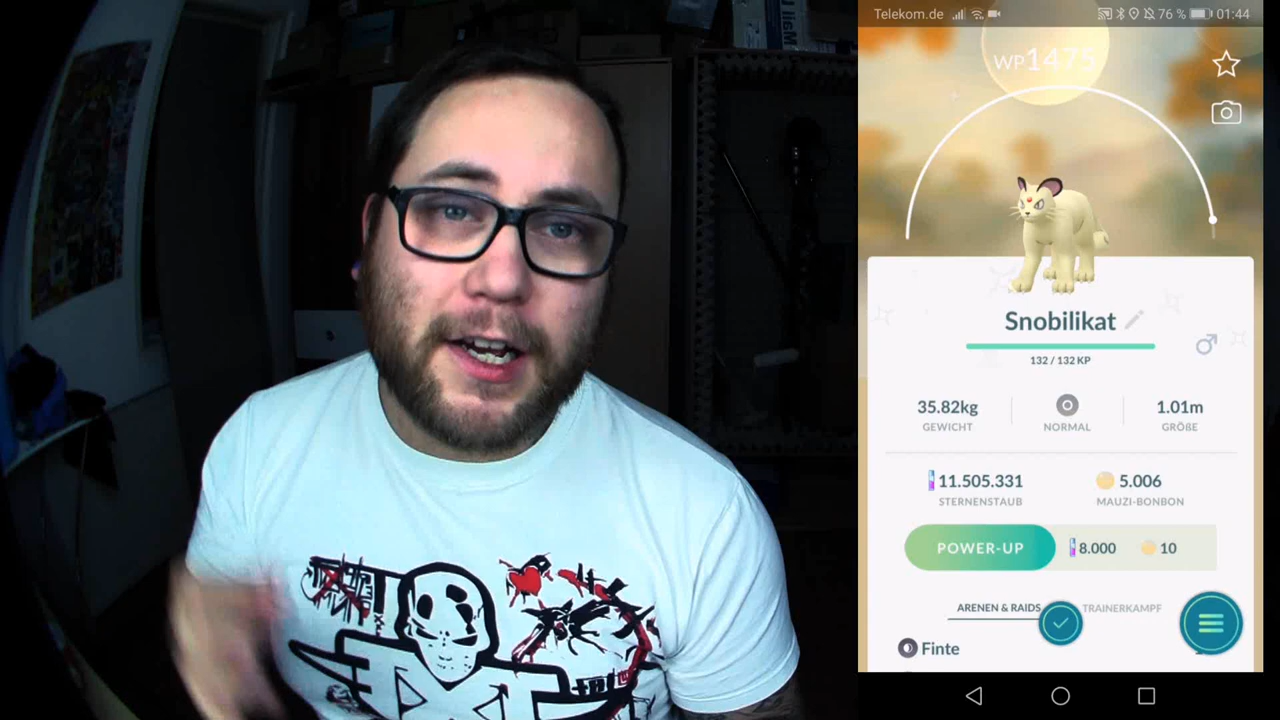 Telekom.de
76 %
01:44
WP1475
Snobilikat
132 / 132 KP
35.82kg
GEWICHT
NORMAL
1.01m
GRÖßE
11.505.331
STERNENSTAUB
5.006
MAUZI-BONBON
POWER-UP
8.000
10
ARENEN & RAIDS
TRAINERKAMPF
Finte